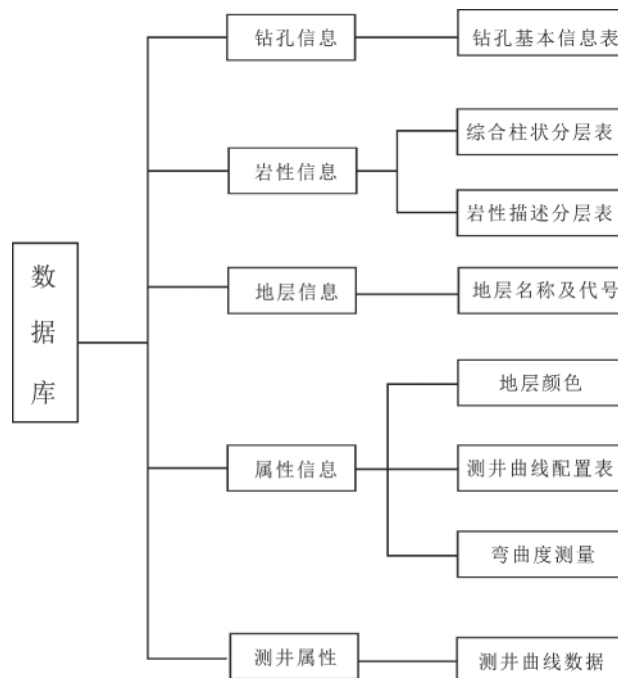 数据库
钻孔信息
钻孔基本信息表
岩性信息
综合柱状分层表
岩性描述分层表
地层信息
地层名称及代号
属性信息
地层颜色
测井曲线配置表
弯曲度测量
测井属性
测井曲线数据